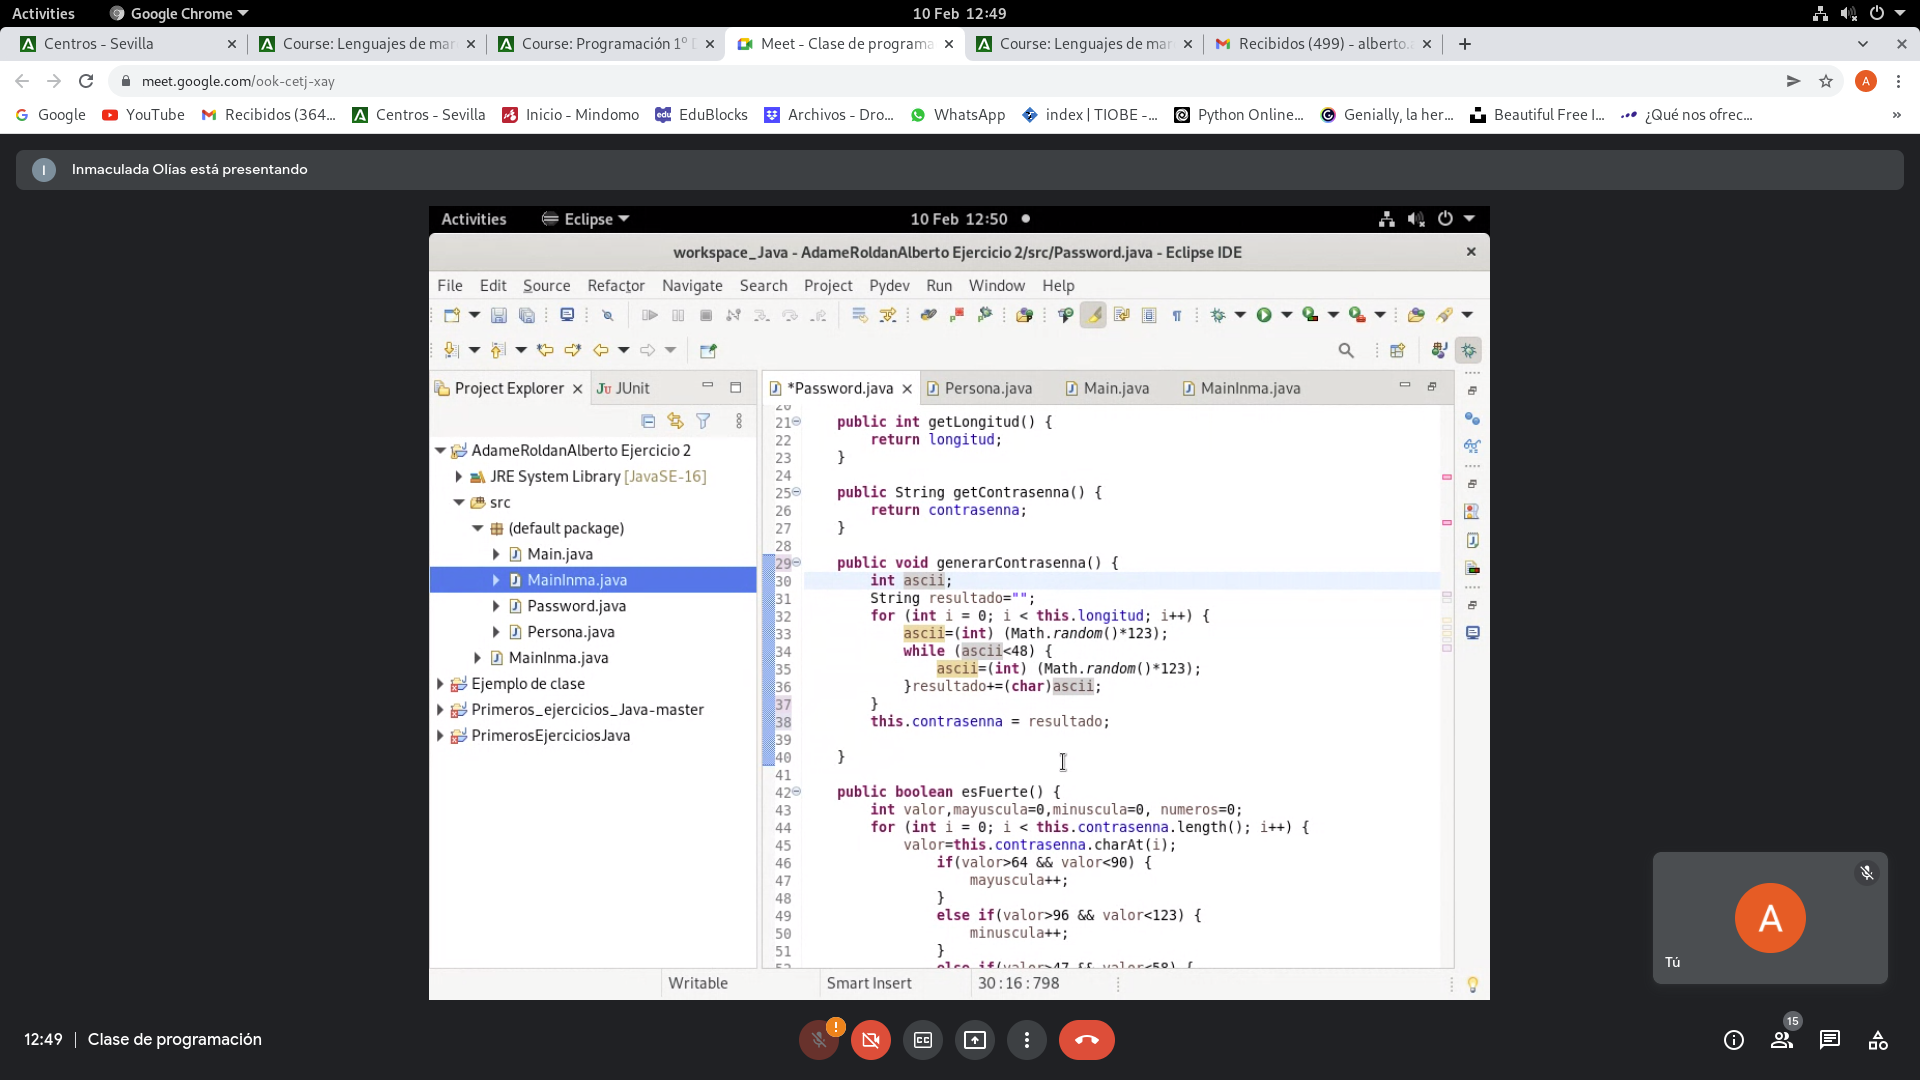 Activities
Google Chrome
10 Feb 12:49
Centros - Sevilla
Course: Lenguajes de mar
Course: Programación 1º
Meet - Clase de programa
Course: Lenguajes de mar
Recibidos (499) - alberto.
meet.google.com/ook-cetj-xay
A
Google
YouTube
Recibidos (364...
Centros - Sevilla
Inicio - Mindomo
EduBlocks
Archivos - Dro...
WhatsApp
index | TIOBE -...
Python Online...
Genially, la her...
Beautiful Free I...
¿Qué nos ofrec...
»
I
Inmaculada Olías está presentando
Activities
Eclipse
10 Feb 12:50
workspace_Java - AdameRoldanAlberto Ejercicio 2/src/Password.java - Eclipse IDE
File Edit Source Refactor Navigate Search Project Pydev Run Window Help
Project Explorer
JUnit
*Password.java
Persona.java
Main.java
MainInma.java
AdameRoldanAlberto Ejercicio 2
JRE System Library [JavaSE-16]
src
(default package)
Main.java
MainInma.java
Password.java
Persona.java
MainInma.java
Ejemplo de clase
Primeros_ejercicios_Java-master
PrimerosEjerciciosJava
20
21 public int getLongitud() {
22 return longitud;
23 }
24
25 public String getContrasenna() {
26 return contrasenna;
27 }
28
29 public void generarContrasenna() {
30 int ascii;
31 String resultado="";
32 for (int i = 0; i < this.longitud; i++) {
33 ascii=(int) (Math.random()*123);
34 while (ascii<48) {
35 ascii=(int) (Math.random()*123);
36 }resultado+=(char)ascii;
37 }
38 this.contrasenna = resultado;
39
40 }
41
42 public boolean esFuerte() {
43 int valor,mayuscula=0,minuscula=0, numeros=0;
44 for (int i = 0; i < this.contrasenna.length(); i++) {
45 valor=this.contrasenna.charAt(i);
46 if(valor>64 && valor<90) {
47 mayuscula++;
48 }
49 else if(valor>96 && valor<123) {
50 minuscula++;
51 }
52 else if(valor>47 && valor<58) {
Writable
Smart Insert
30 : 16 : 798
A
Tú
12:49
Clase de programación
15